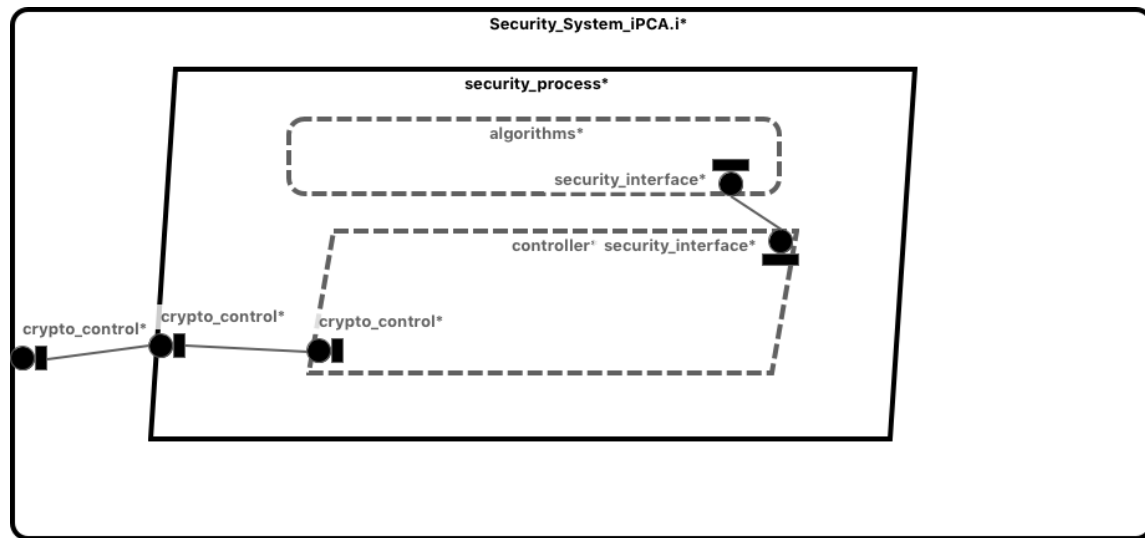 Security_System_iPCA.i*
security_process*
algorithms*
security_interface*
controller* security_interface*
crypto_control* crypto_control* crypto_control*